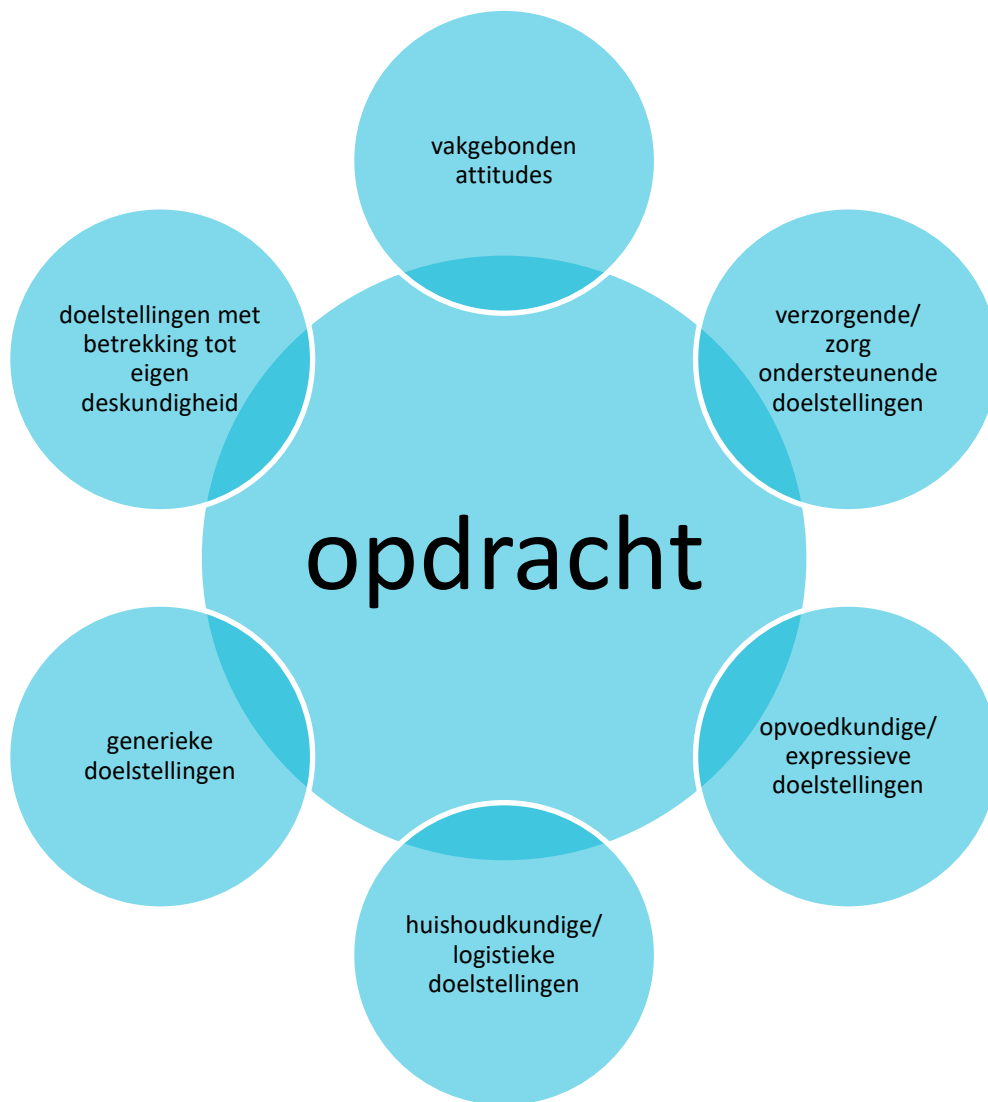 vakgebonden
attitudes
doelstellingen met
betrekking tot
eigen
deskundigheid
verzorgende/
zorg
ondersteunende
doelstellingen
opdracht
generieke
doelstellingen
opvoedkundige/
expressieve
doelstellingen
huishoudkundige/
logistieke
doelstellingen